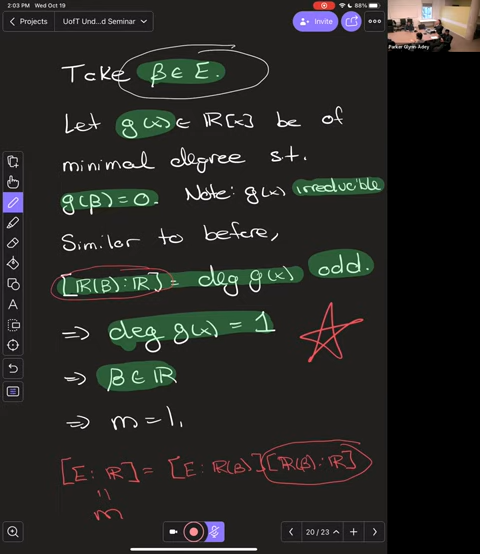 2:03 PM Wed Oct 19
88%
Projects
UofT Und...d Seminar
Invite
Parker Glynn Adey
Take β ∈ E.
Let g(x) ∈ ℝ[x] be of
minimal degree s.t.
g(β) = 0. Note: g(x) irreducible
Similar to before,
[ℝ(β):ℝ] = deg g(x) odd.
⇒ deg g(x) = 1
⇒ β ∈ ℝ
⇒ m = 1.
[E:ℝ] = [E:ℝ(β)][ℝ(β):ℝ]
=
m
A
20/23